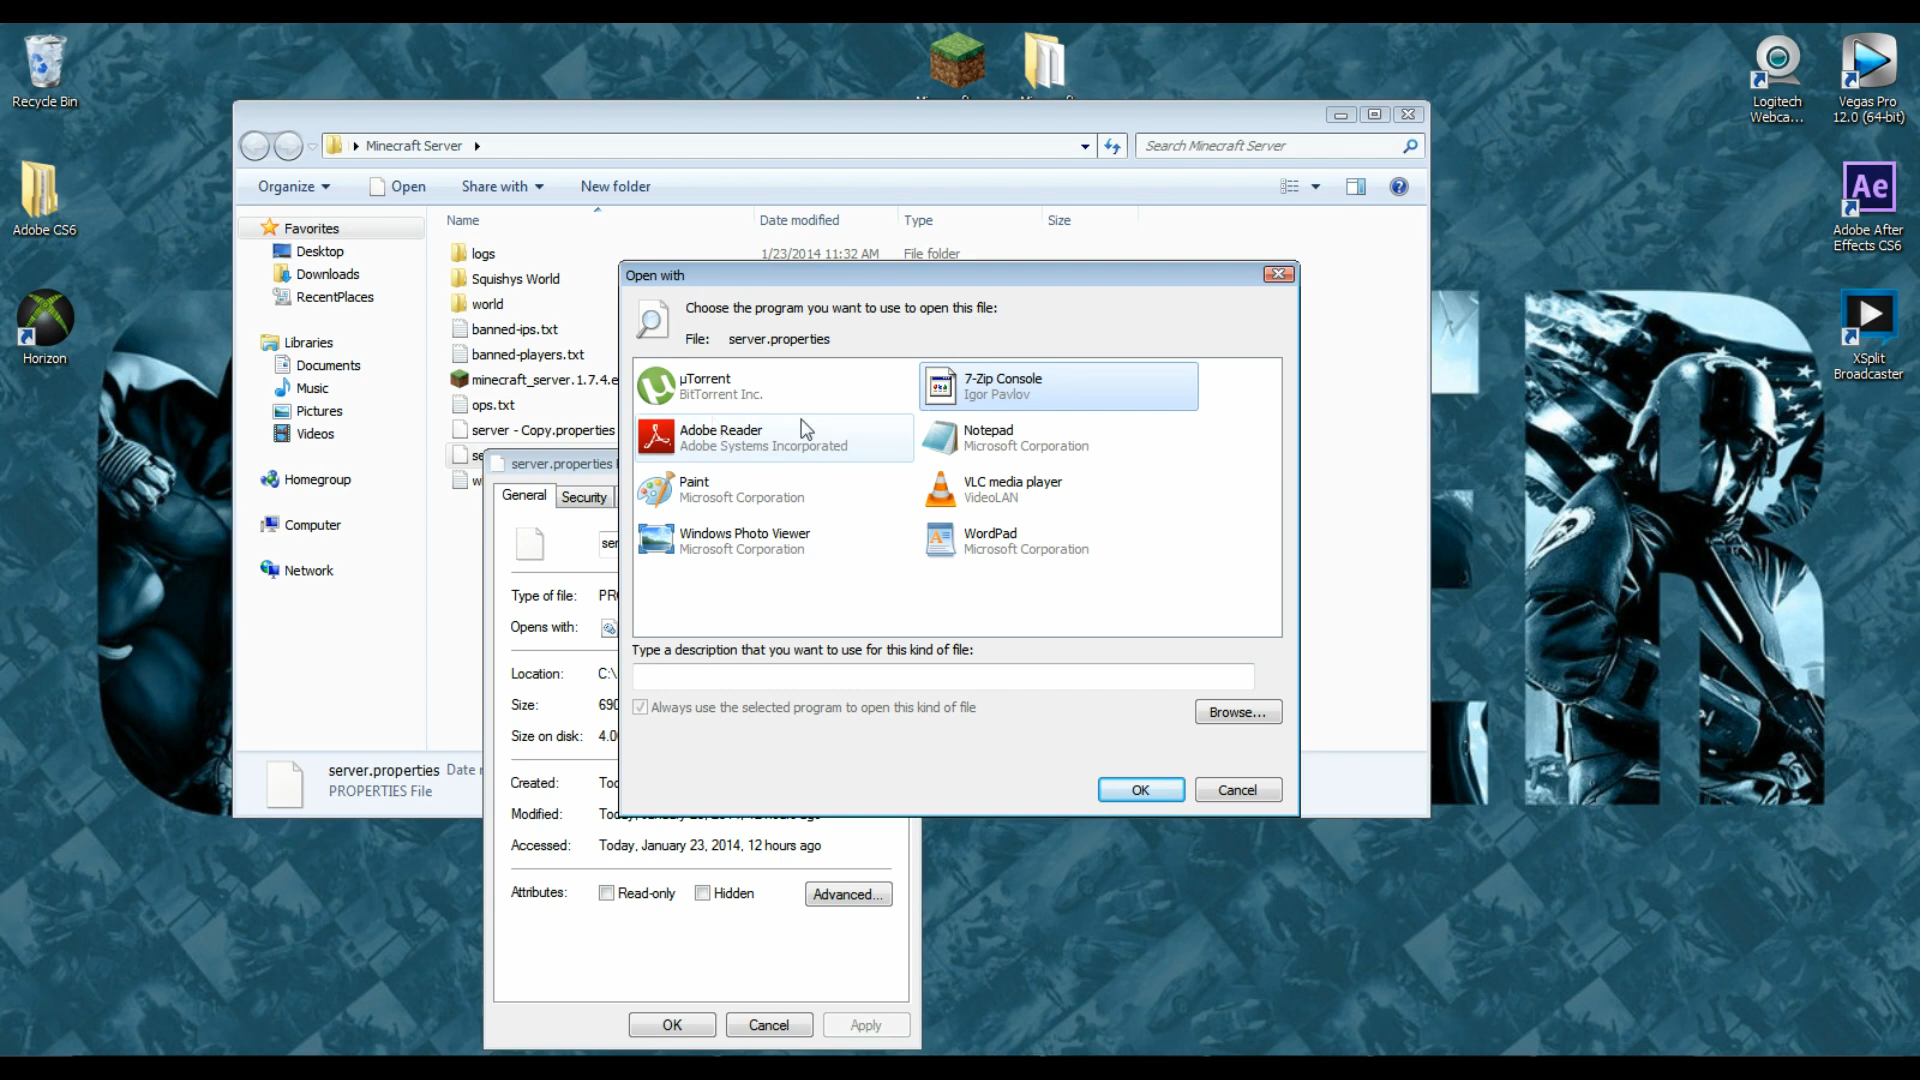 Recycle Bin
Adobe CS6
Horizon
Logitech
Webca...
Vegas Pro
12.0 (64-bit)
Adobe After
Effects CS6
XSplit
Broadcaster
Minecraft Server
Search Minecraft Server
Organize
Open
Share with
New folder
Name
Date modified
Type
Size
Favorites
Desktop
Downloads
RecentPlaces
Libraries
Documents
Music
Pictures
Videos
Homegroup
Computer
Network
logs
1/23/2014 11:32 AM
File folder
Squishys World
world
banned-ips.txt
banned-players.txt
minecraft_server.1.7.4.e
ops.txt
server - Copy.properties
se
w
server.properties
Date
PROPERTIES File
server.properties
General
Security
ser
Type of file:
PR
Opens with:
Location:
C:\
Size:
690
Size on disk:
4.0
Created:
Tod
Modified:
Accessed:
Today, January 23, 2014, 12 hours ago
Attributes:
Read-only
Hidden
Advanced...
OK
Cancel
Apply
Open with
Choose the program you want to use to open this file:
File: server.properties
µTorrent
BitTorrent Inc.
7-Zip Console
Igor Pavlov
Adobe Reader
Adobe Systems Incorporated
Notepad
Microsoft Corporation
Paint
Microsoft Corporation
VLC media player
VideoLAN
Windows Photo Viewer
Microsoft Corporation
WordPad
Microsoft Corporation
Type a description that you want to use for this kind of file:
Always use the selected program to open this kind of file
Browse...
OK
Cancel
Ae